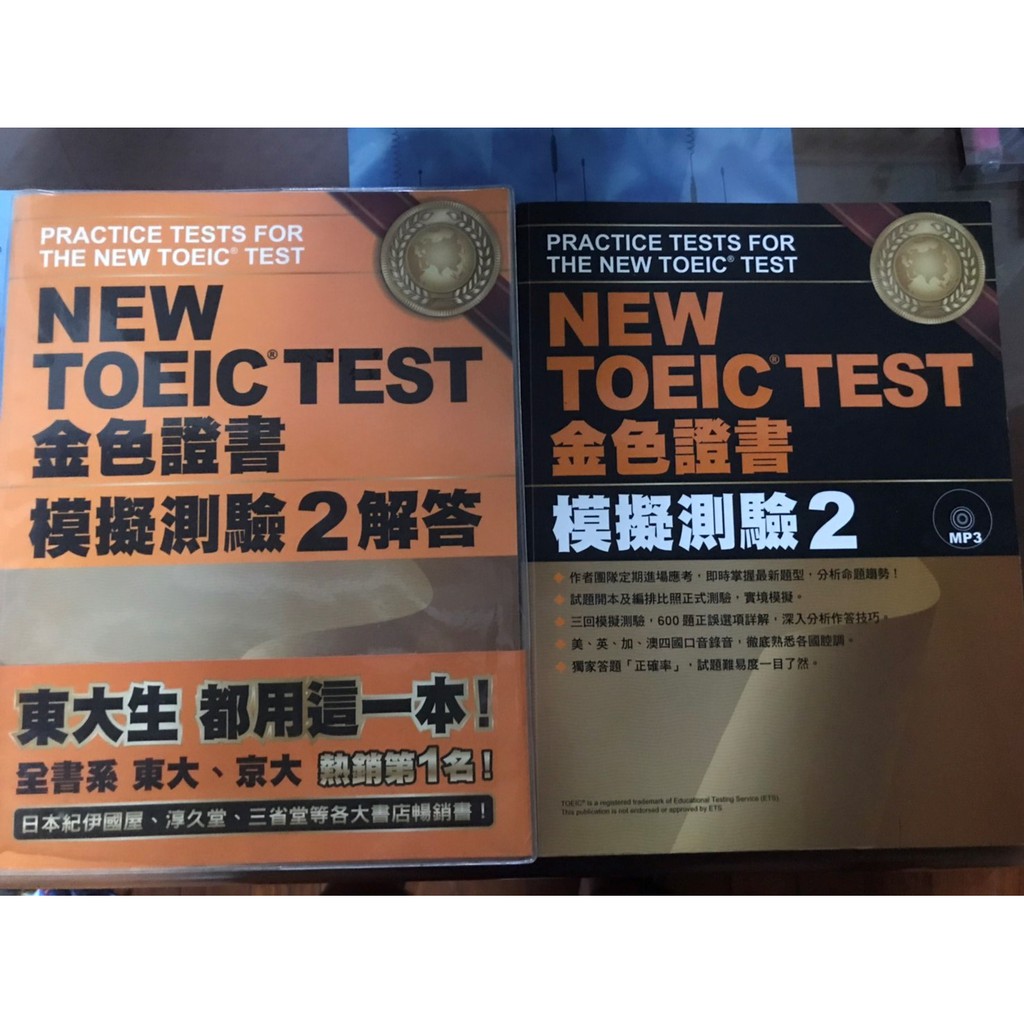 PRACTICE TESTS FOR
THE NEW TOEIC® TEST
NEW
TOEIC® TEST
金色證書
模擬測驗2解答
東大生 都用這一本！
全書系 東大、京大 熱銷第1名！
日本紀伊國屋、淳久堂、三省堂等各大書店暢銷書！
PRACTICE TESTS FOR
THE NEW TOEIC® TEST
NEW
TOEIC® TEST
金色證書
模擬測驗2
MP3
◆ 作者團隊定期進場應考，即時掌握最新題型，分析命題趨勢！
◆ 試題開本及編排比照正式測驗，實境模擬。
◆ 三回模擬測驗，600題正誤選項詳解，深入分析作答技巧。
◆ 美、英、加、澳四國口音錄音，徹底熟悉各國腔調。
◆ 獨家答題「正確率」，試題難易度一目了然。
TOEIC® is a registered trademark of Educational Testing Service (ETS).
This publication is not endorsed or approved by ETS.